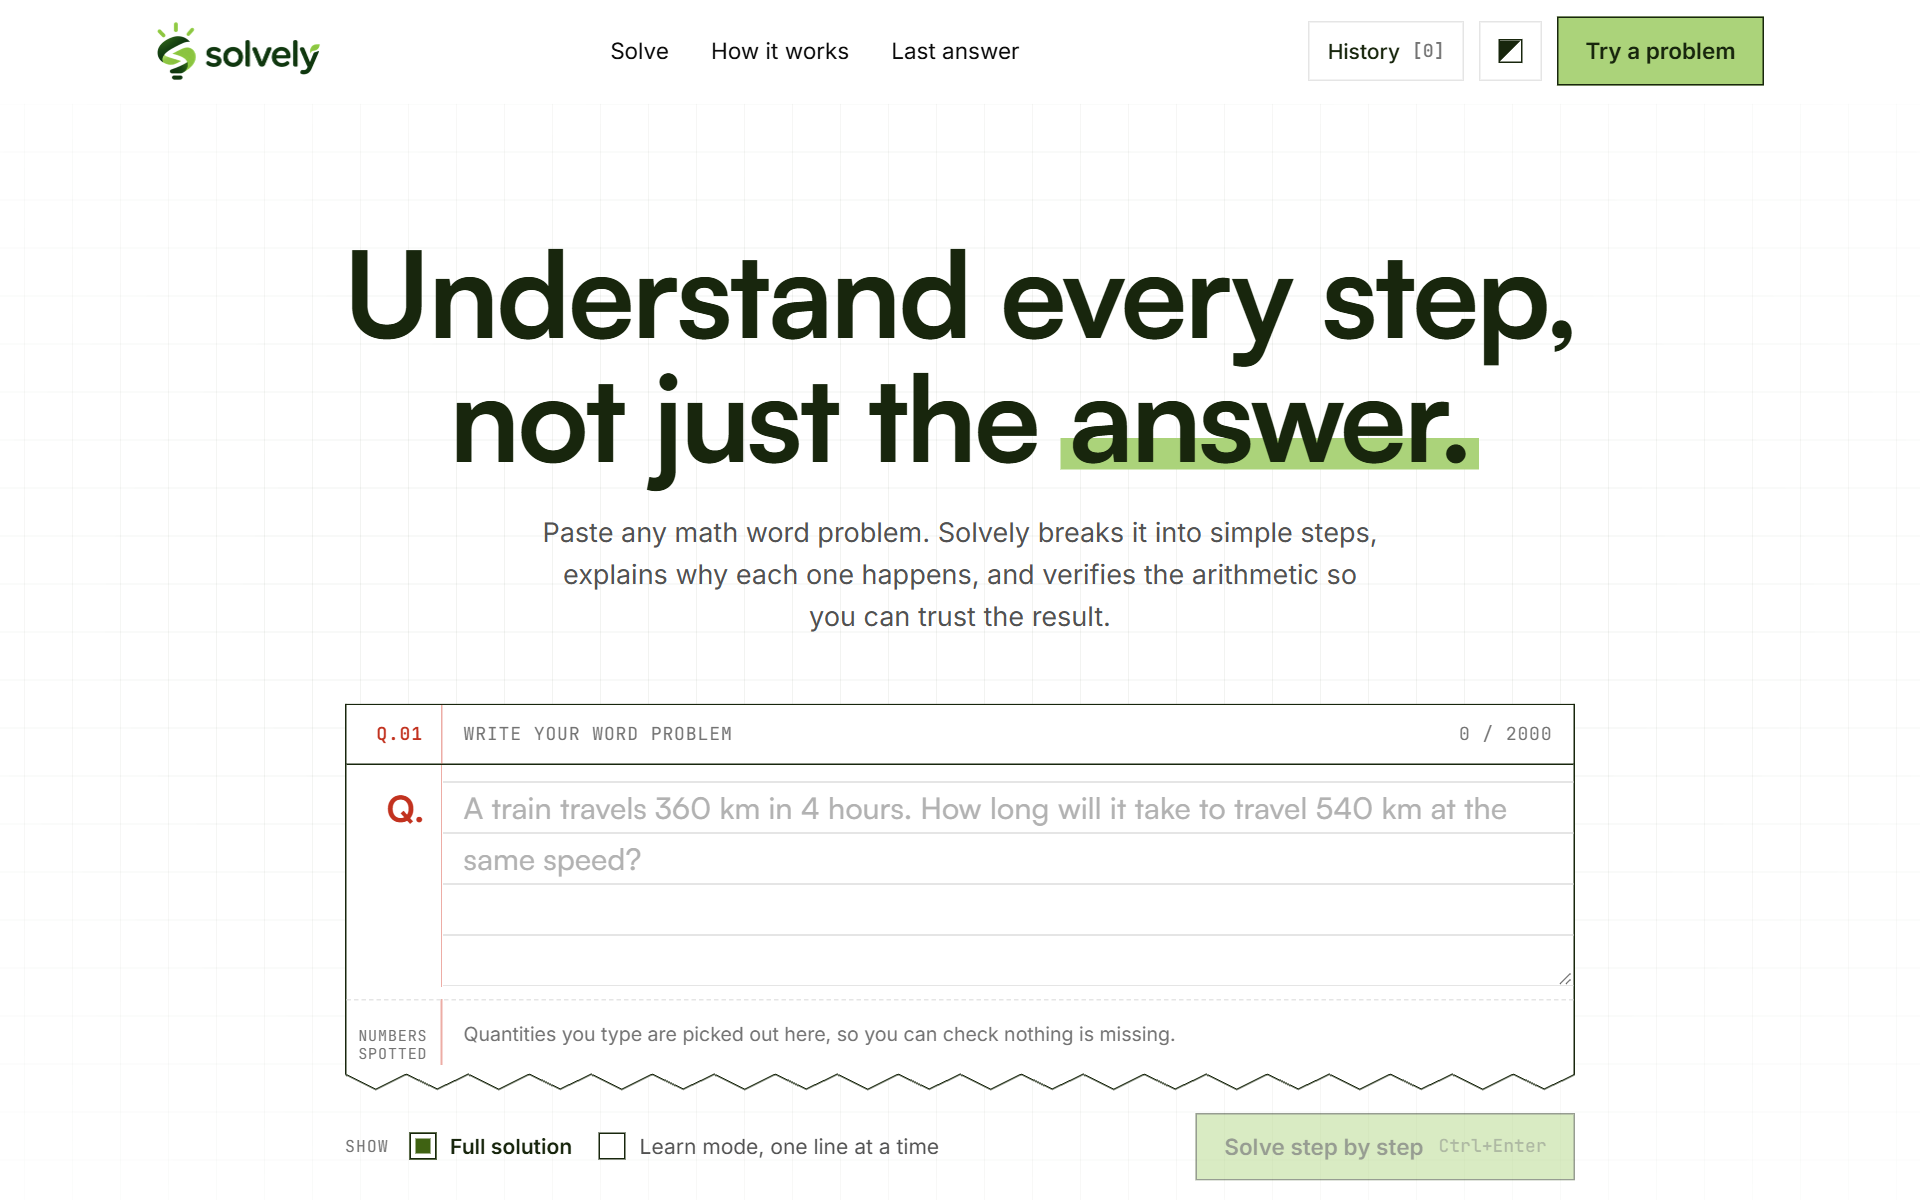 solvely
Solve
How it works
Last answer
History [0]
Try a problem
Understand every step,
not just the answer.
Paste any math word problem. Solvely breaks it into simple steps,
explains why each one happens, and verifies the arithmetic so
you can trust the result.
Q.01
WRITE YOUR WORD PROBLEM
0 / 2000
Q.
A train travels 360 km in 4 hours. How long will it take to travel 540 km at the
same speed?
NUMBERS
SPOTTED
Quantities you type are picked out here, so you can check nothing is missing.
SHOW
Full solution
Learn mode, one line at a time
Solve step by step Ctrl+Enter